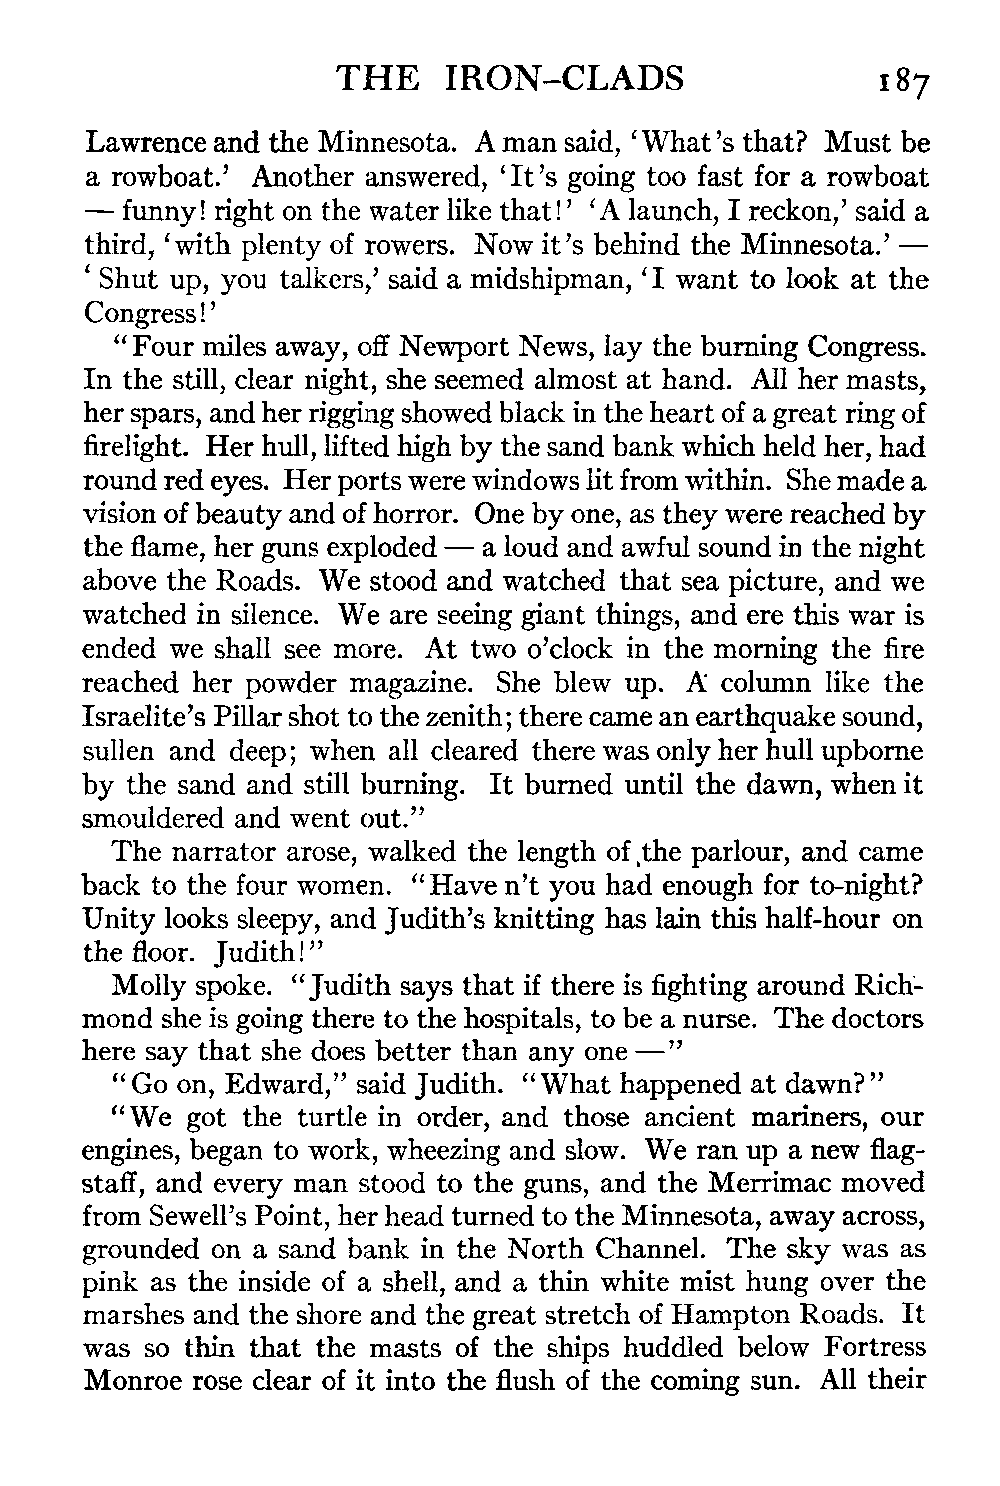 THE IRON-CLADS 187
Lawrence and the Minnesota. A man said, ‘What’s that? Must be
a rowboat.’ Another answered, ‘It’s going too fast for a rowboat
— funny! right on the water like that!’ ‘A launch, I reckon,’ said a
third, ‘with plenty of rowers. Now it’s behind the Minnesota.’ —
‘Shut up, you talkers,’ said a midshipman, ‘I want to look at the
Congress!’
“Four miles away, off Newport News, lay the burning Congress.
In the still, clear night, she seemed almost at hand. All her masts,
her spars, and her rigging showed black in the heart of a great ring of
firelight. Her hull, lifted high by the sand bank which held her, had
round red eyes. Her ports were windows lit from within. She made a
vision of beauty and of horror. One by one, as they were reached by
the flame, her guns exploded — a loud and awful sound in the night
above the Roads. We stood and watched that sea picture, and we
watched in silence. We are seeing giant things, and ere this war is
ended we shall see more. At two o’clock in the morning the fire
reached her powder magazine. She blew up. A column like the
Israelite’s Pillar shot to the zenith; there came an earthquake sound,
sullen and deep; when all cleared there was only her hull upborne
by the sand and still burning. It burned until the dawn, when it
smouldered and went out.”
The narrator arose, walked the length of the parlour, and came
back to the four women. “Have n’t you had enough for to-night?
Unity looks sleepy, and Judith’s knitting has lain this half-hour on
the floor. Judith!”
Molly spoke. “Judith says that if there is fighting around Rich-
mond she is going there to the hospitals, to be a nurse. The doctors
here say that she does better than any one —”
“Go on, Edward,” said Judith. “What happened at dawn?”
“We got the turtle in order, and those ancient mariners, our
engines, began to work, wheezing and slow. We ran up a new flag-
staff, and every man stood to the guns, and the Merrimac moved
from Sewell’s Point, her head turned to the Minnesota, away across,
grounded on a sand bank in the North Channel. The sky was as
pink as the inside of a shell, and a thin white mist hung over the
marshes and the shore and the great stretch of Hampton Roads. It
was so thin that the masts of the ships huddled below Fortress
Monroe rose clear of it into the flush of the coming sun. All their